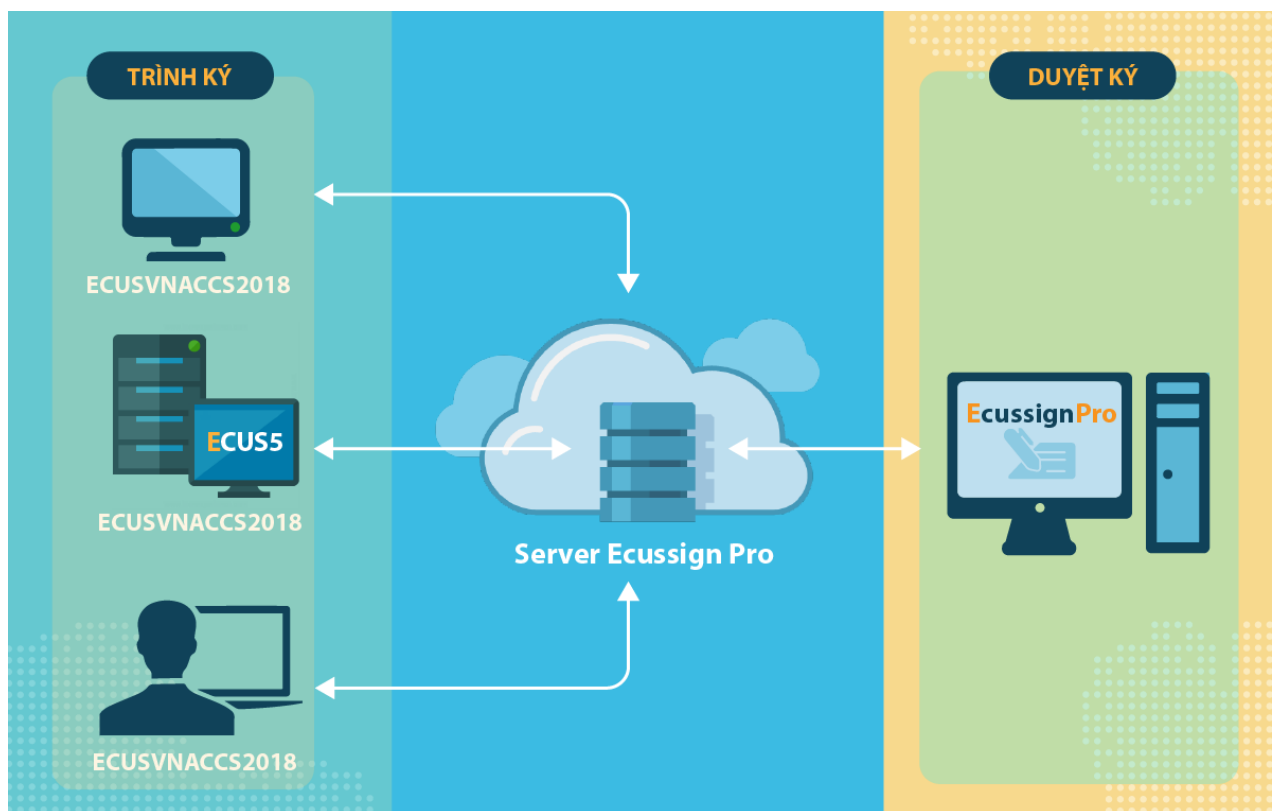 TRÌNH KÝ
ECUSVNACCS2018
ECUS5
ECUSVNACCS2018
ECUSVNACCS2018
Server Ecussign Pro
DUYỆT KÝ
EcussignPro